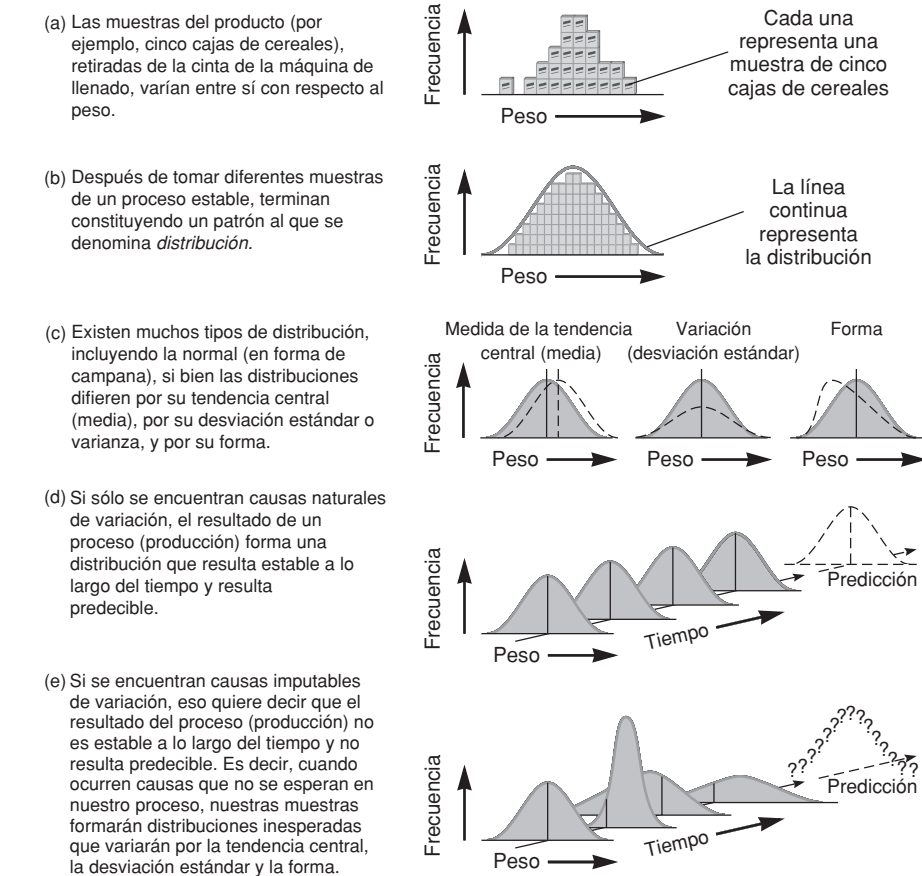 (a) Las muestras del producto (por
ejemplo, cinco cajas de cereales),
retiradas de la cinta de la máquina de
llenado, varían entre sí con respecto al
peso.
Frecuencia
Peso
Cada una
representa una
muestra de cinco
cajas de cereales
(b) Después de tomar diferentes muestras
de un proceso estable, terminan
constituyendo un patrón al que se
denomina distribución.
Frecuencia
Peso
La línea
continua
representa
la distribución
(c) Existen muchos tipos de distribución,
incluyendo la normal (en forma de
campana), si bien las distribuciones
difieren por su tendencia central
(media), por su desviación estándar o
varianza, y por su forma.
Frecuencia
Medida de la tendencia
central (media)
Peso
Variación
(desviación estándar)
Peso
Forma
Peso
(d) Si sólo se encuentran causas naturales
de variación, el resultado de un
proceso (producción) forma una
distribución que resulta estable a lo
largo del tiempo y resulta
predecible.
Frecuencia
Peso
Tiempo
Predicción
(e) Si se encuentran causas imputables
de variación, eso quiere decir que el
resultado del proceso (producción) no
es estable a lo largo del tiempo y no
resulta predecible. Es decir, cuando
ocurren causas que no se esperan en
nuestro proceso, nuestras muestras
formarán distribuciones inesperadas
que variarán por la tendencia central,
la desviación estándar y la forma.
Frecuencia
Peso
Tiempo
???????????????????
Predicción